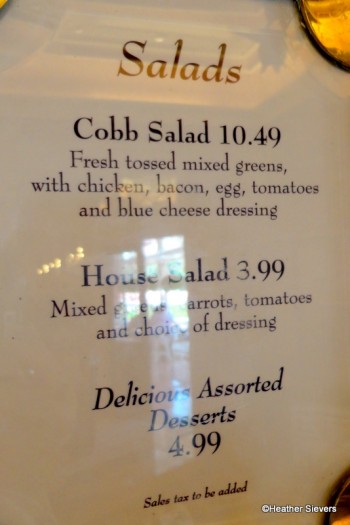 Salads
Cobb Salad 10.49
Fresh tossed mixed greens,
with chicken, bacon, egg, tomatoes
and blue cheese dressing
House Salad 3.99
Mixed greens, carrots, tomatoes
and choice of dressing
Delicious Assorted
Desserts
4.99
Sales tax to be added
©Heather Sievers